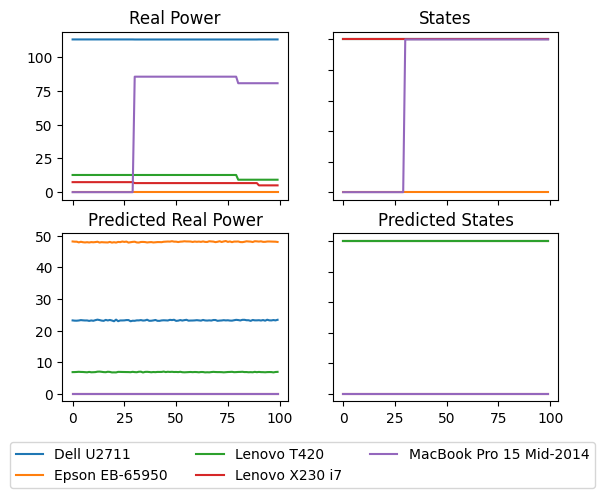 Real Power
States
100
75
50
25
0
Predicted Real Power
Predicted States
50
40
30
20
10
0
0 25 50 75 100
0 25 50 75 100
Dell U2711
Lenovo T420
MacBook Pro 15 Mid-2014
Epson EB-65950
Lenovo X230 i7